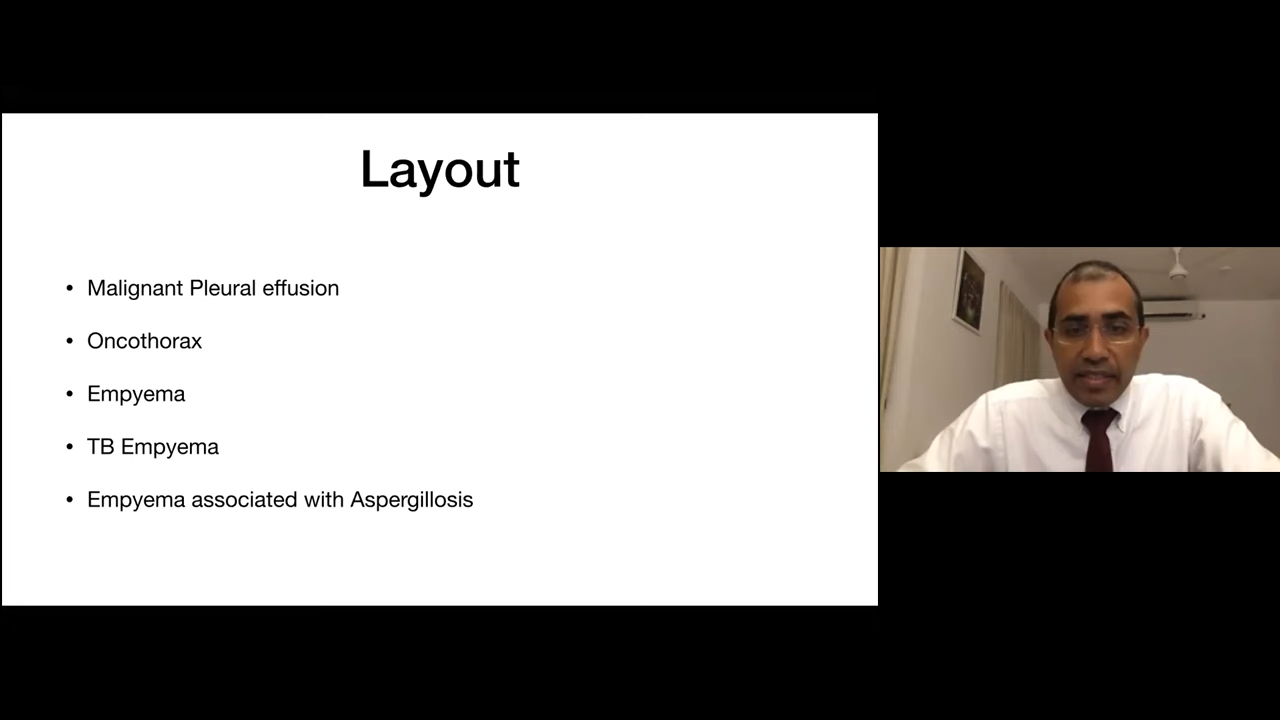 Layout
• Malignant Pleural effusion
• Oncothorax
• Empyema
• TB Empyema
• Empyema associated with Aspergillosis